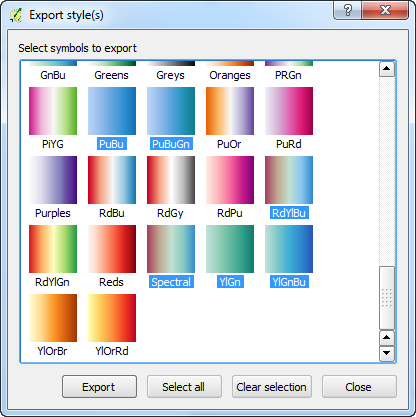 Export style(s)
?
Select symbols to export
GnBu Greens Greys Oranges PRGn
PiYG PuBu PuBuGn PuOr PuRd
Purples RdBu RdGy RdPu RdYlBu
RdYlGn Reds Spectral YlGn YlGnBu
YlOrBr YlOrRd
Export Select all Clear selection Close